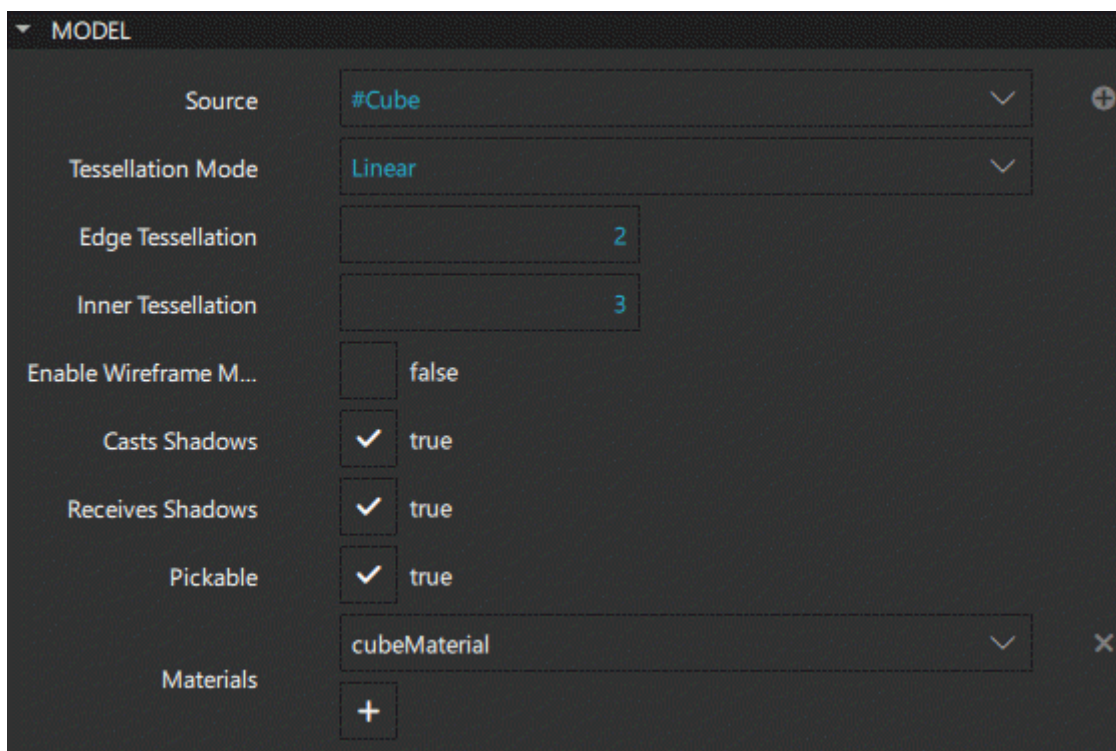 MODEL
Source #Cube
Tessellation Mode Linear
Edge Tessellation 2
Inner Tessellation 3
Enable Wireframe M... false
Casts Shadows true
Receives Shadows true
Pickable true
cubeMaterial
Materials